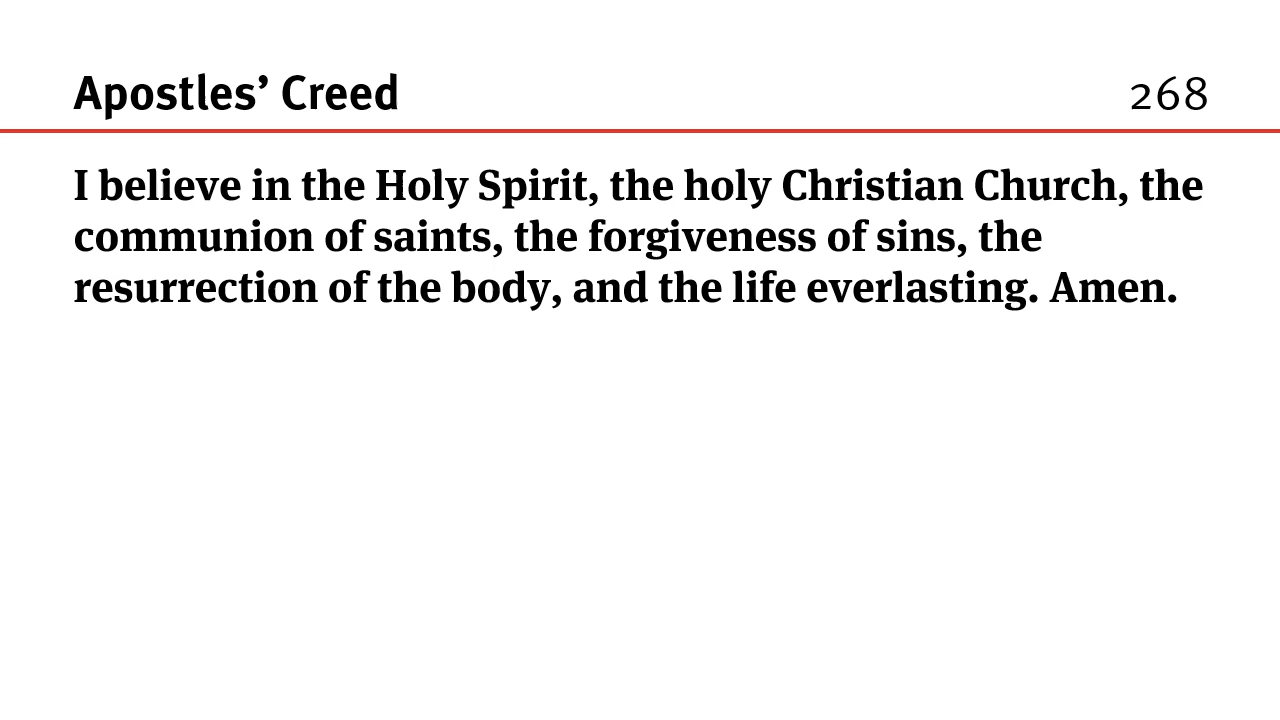 Apostles’ Creed 268
I believe in the Holy Spirit, the holy Christian Church, the
communion of saints, the forgiveness of sins, the
resurrection of the body, and the life everlasting. Amen.